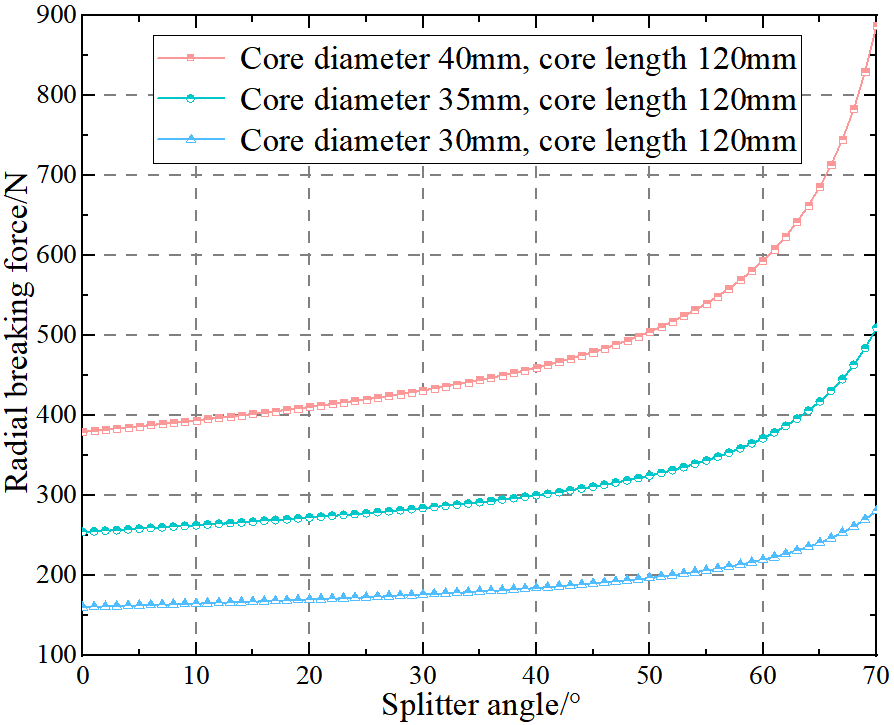 900
800
700
600
500
400
300
200
100
Radial breaking force/N
Core diameter 40mm, core length 120mm
Core diameter 35mm, core length 120mm
Core diameter 30mm, core length 120mm
0 10 20 30 40 50 60 70
Splitter angle/°